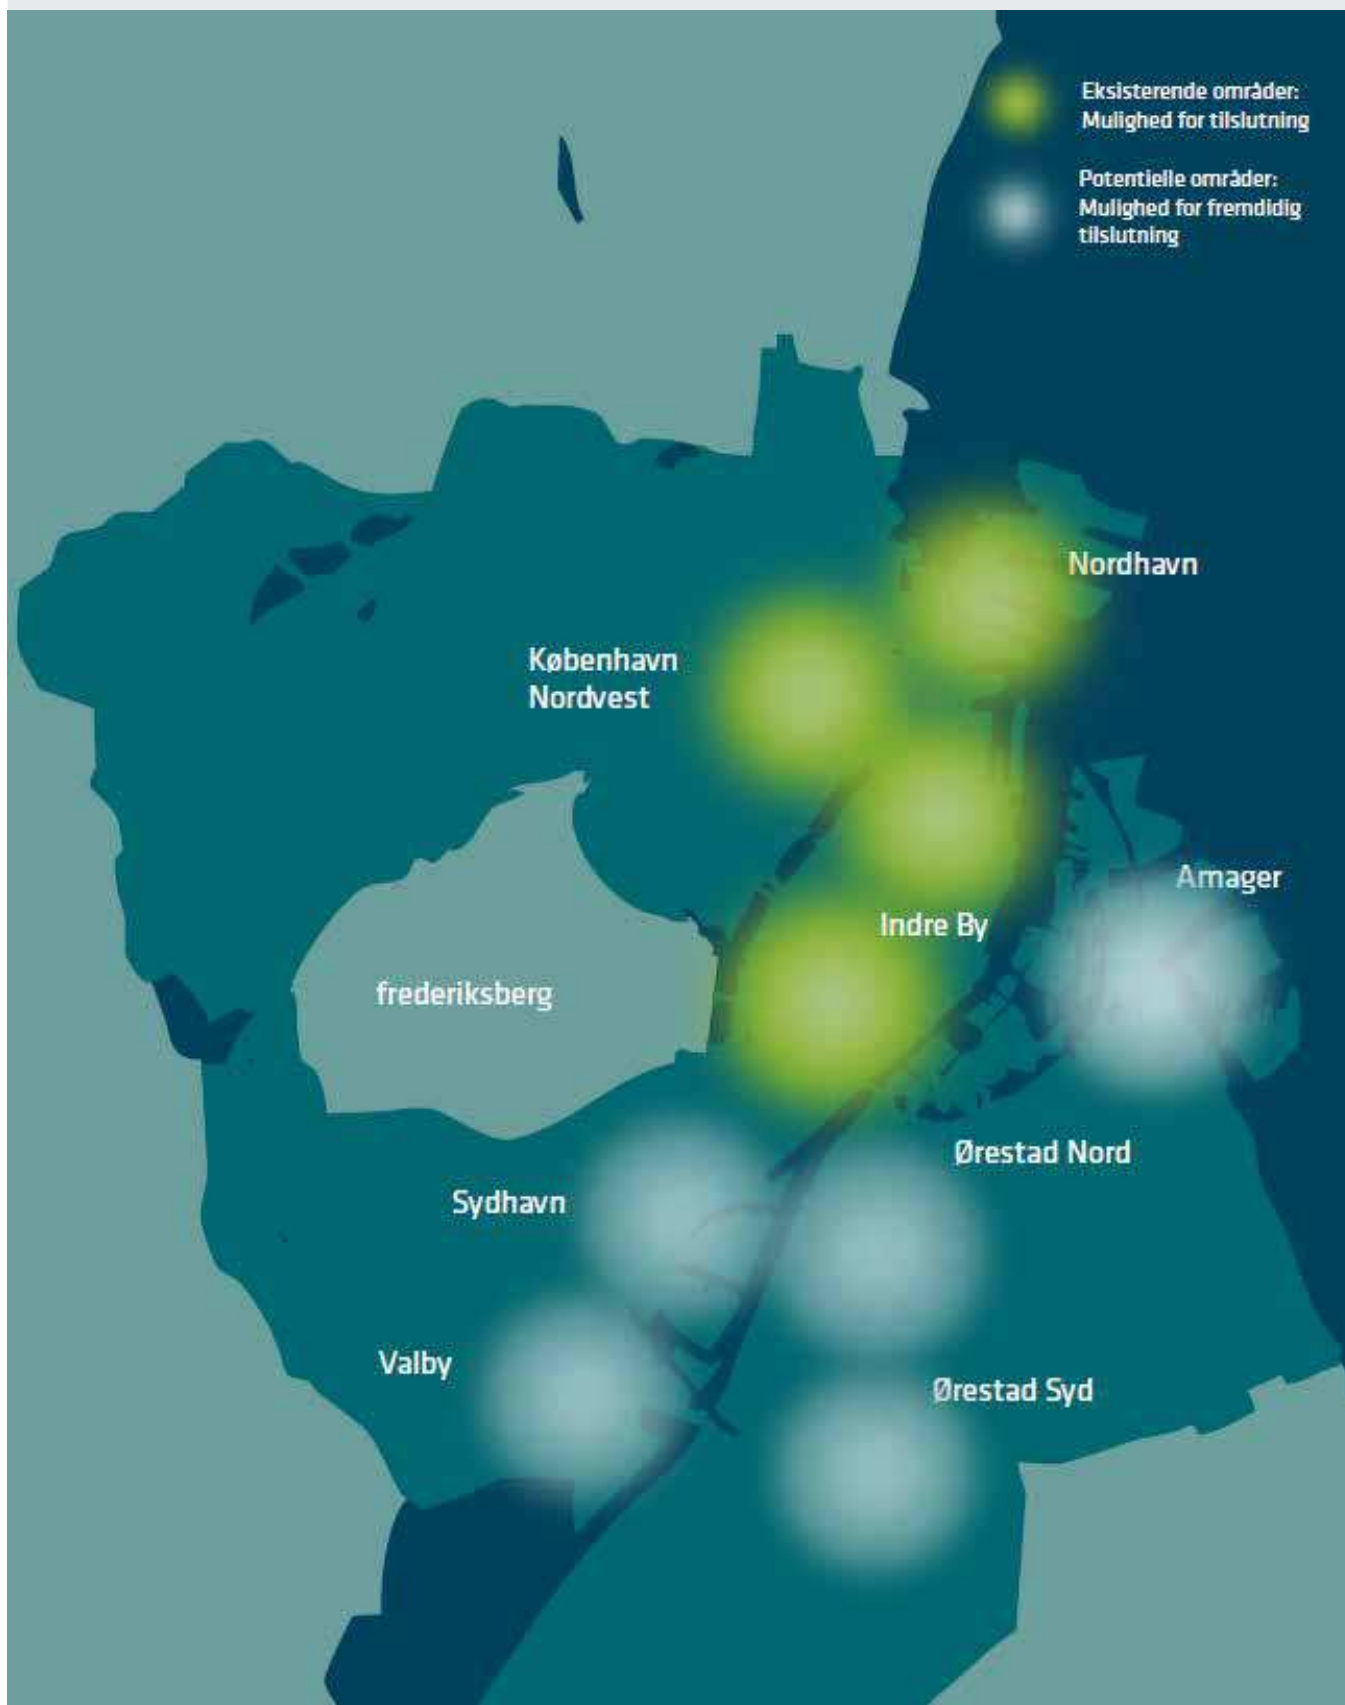 Eksisterende områder:
Mulighed for tilslutning
Potentielle områder:
Mulighed for fremdidig
tilslutning
Nordhavn
København
Nordvest
Amager
Indre By
frederiksberg
Ørestad Nord
Sydhavn
Valby
Ørestad Syd